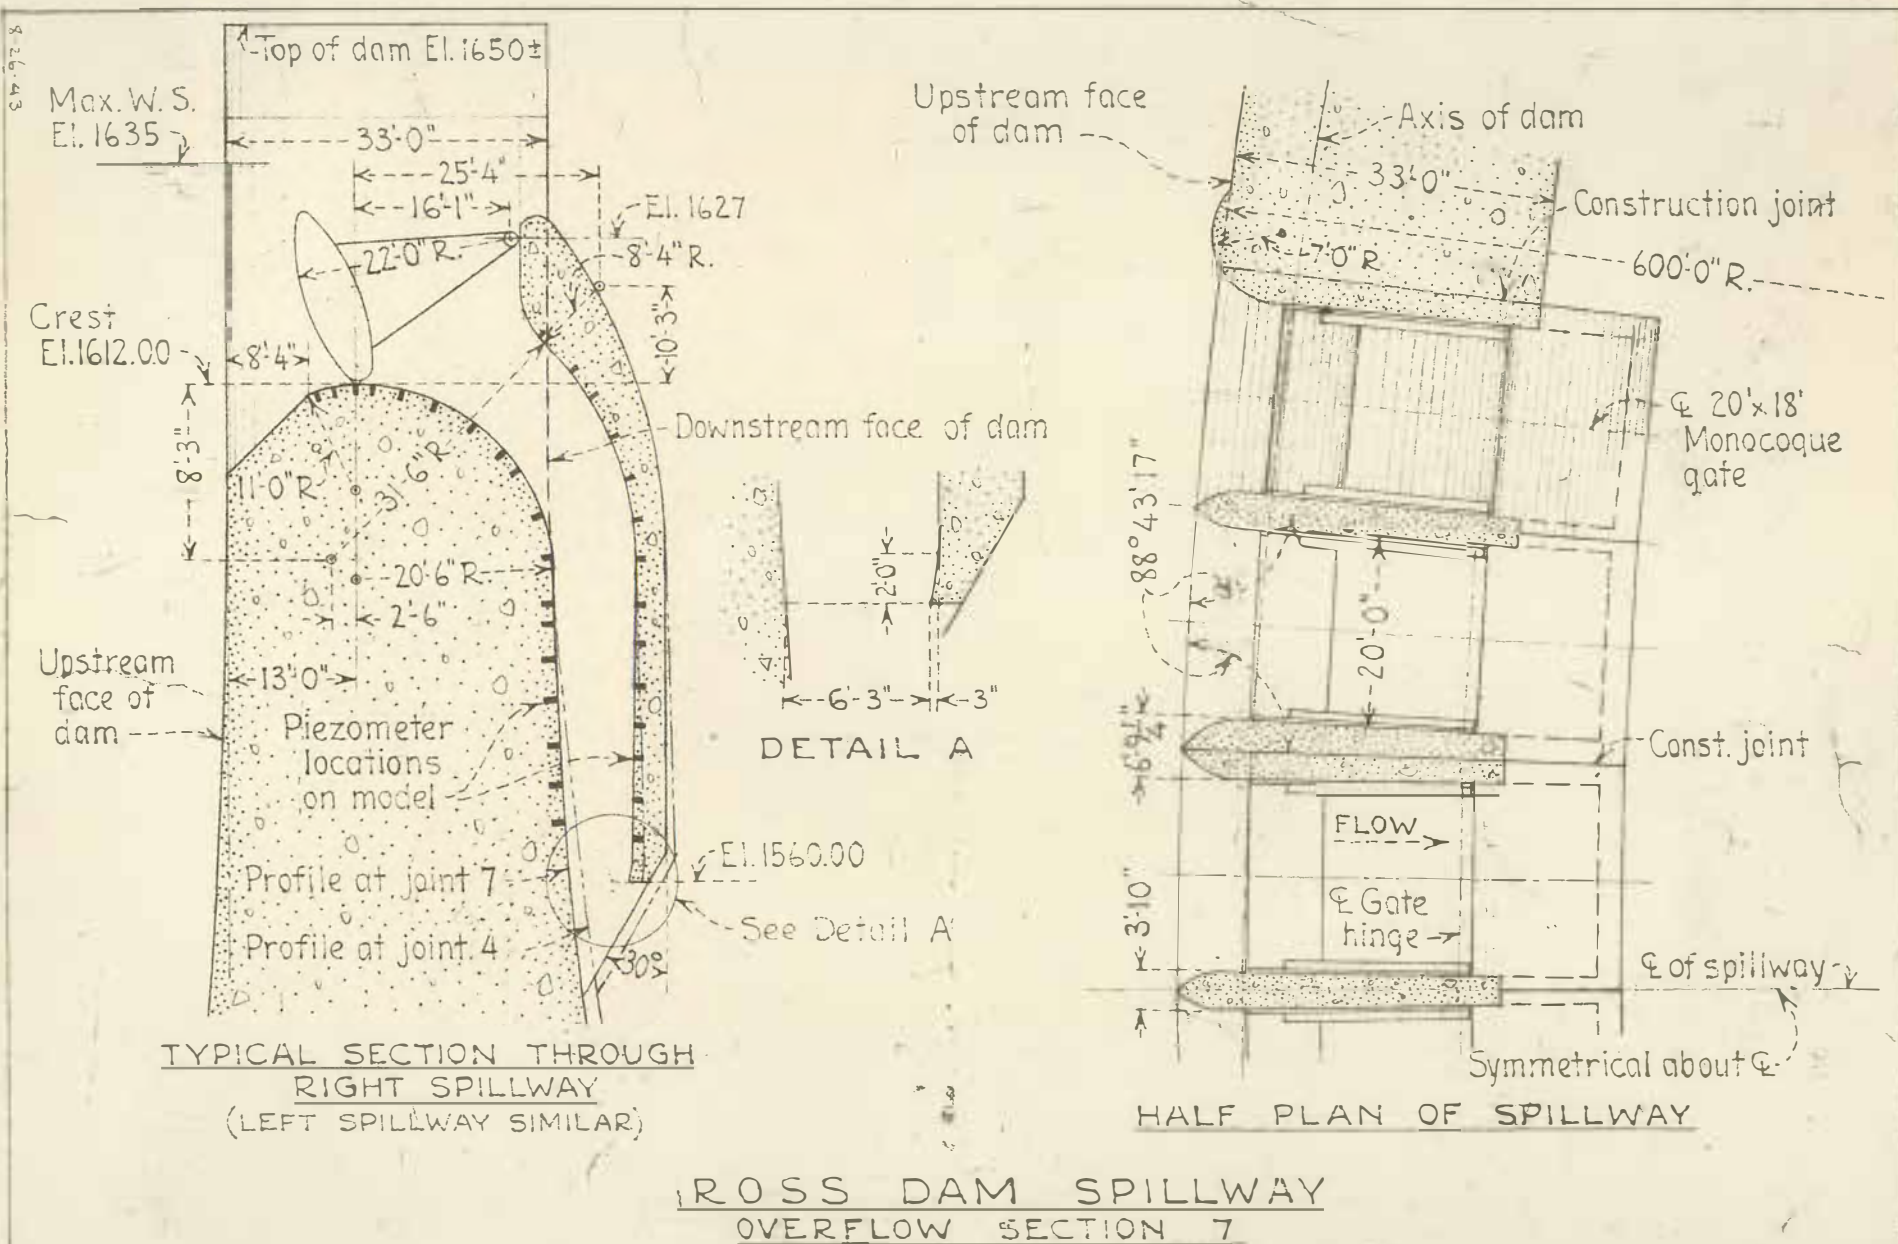 8-26-43
Top of dam El. 1650±
Max. W. S.
El. 1635
33'-0"
25'-4"
16'-1"
El. 1627
22'-0" R.
8'-4" R.
Crest
El. 1612.00
8'-4"
10'-3"
8'-3"
Downstream face of dam
11'-0" R.
31'-6" R.
20'-6" R.
2'-6"
Upstream
face of
dam
13'-0"
Piezometer
locations
on model
Profile at joint 7
El. 1560.00
Profile at joint 4
See Detail A
30°
TYPICAL SECTION THROUGH
RIGHT SPILLWAY
(LEFT SPILLWAY SIMILAR)
2'-0"
6'-3"
3"
DETAIL A
Upstream face
of dam
Axis of dam
33'-0"
Construction joint
7'-0" R
600'-0" R.
℄ 20' x 18'
Monocoque
gate
88° 43' 17"
20'-0"
6'-9 1/4"
Const. joint
FLOW
℄ Gate
hinge
3'-10"
℄ of spillway
Symmetrical about ℄
HALF PLAN OF SPILLWAY
ROSS DAM SPILLWAY
OVERFLOW SECTION 7